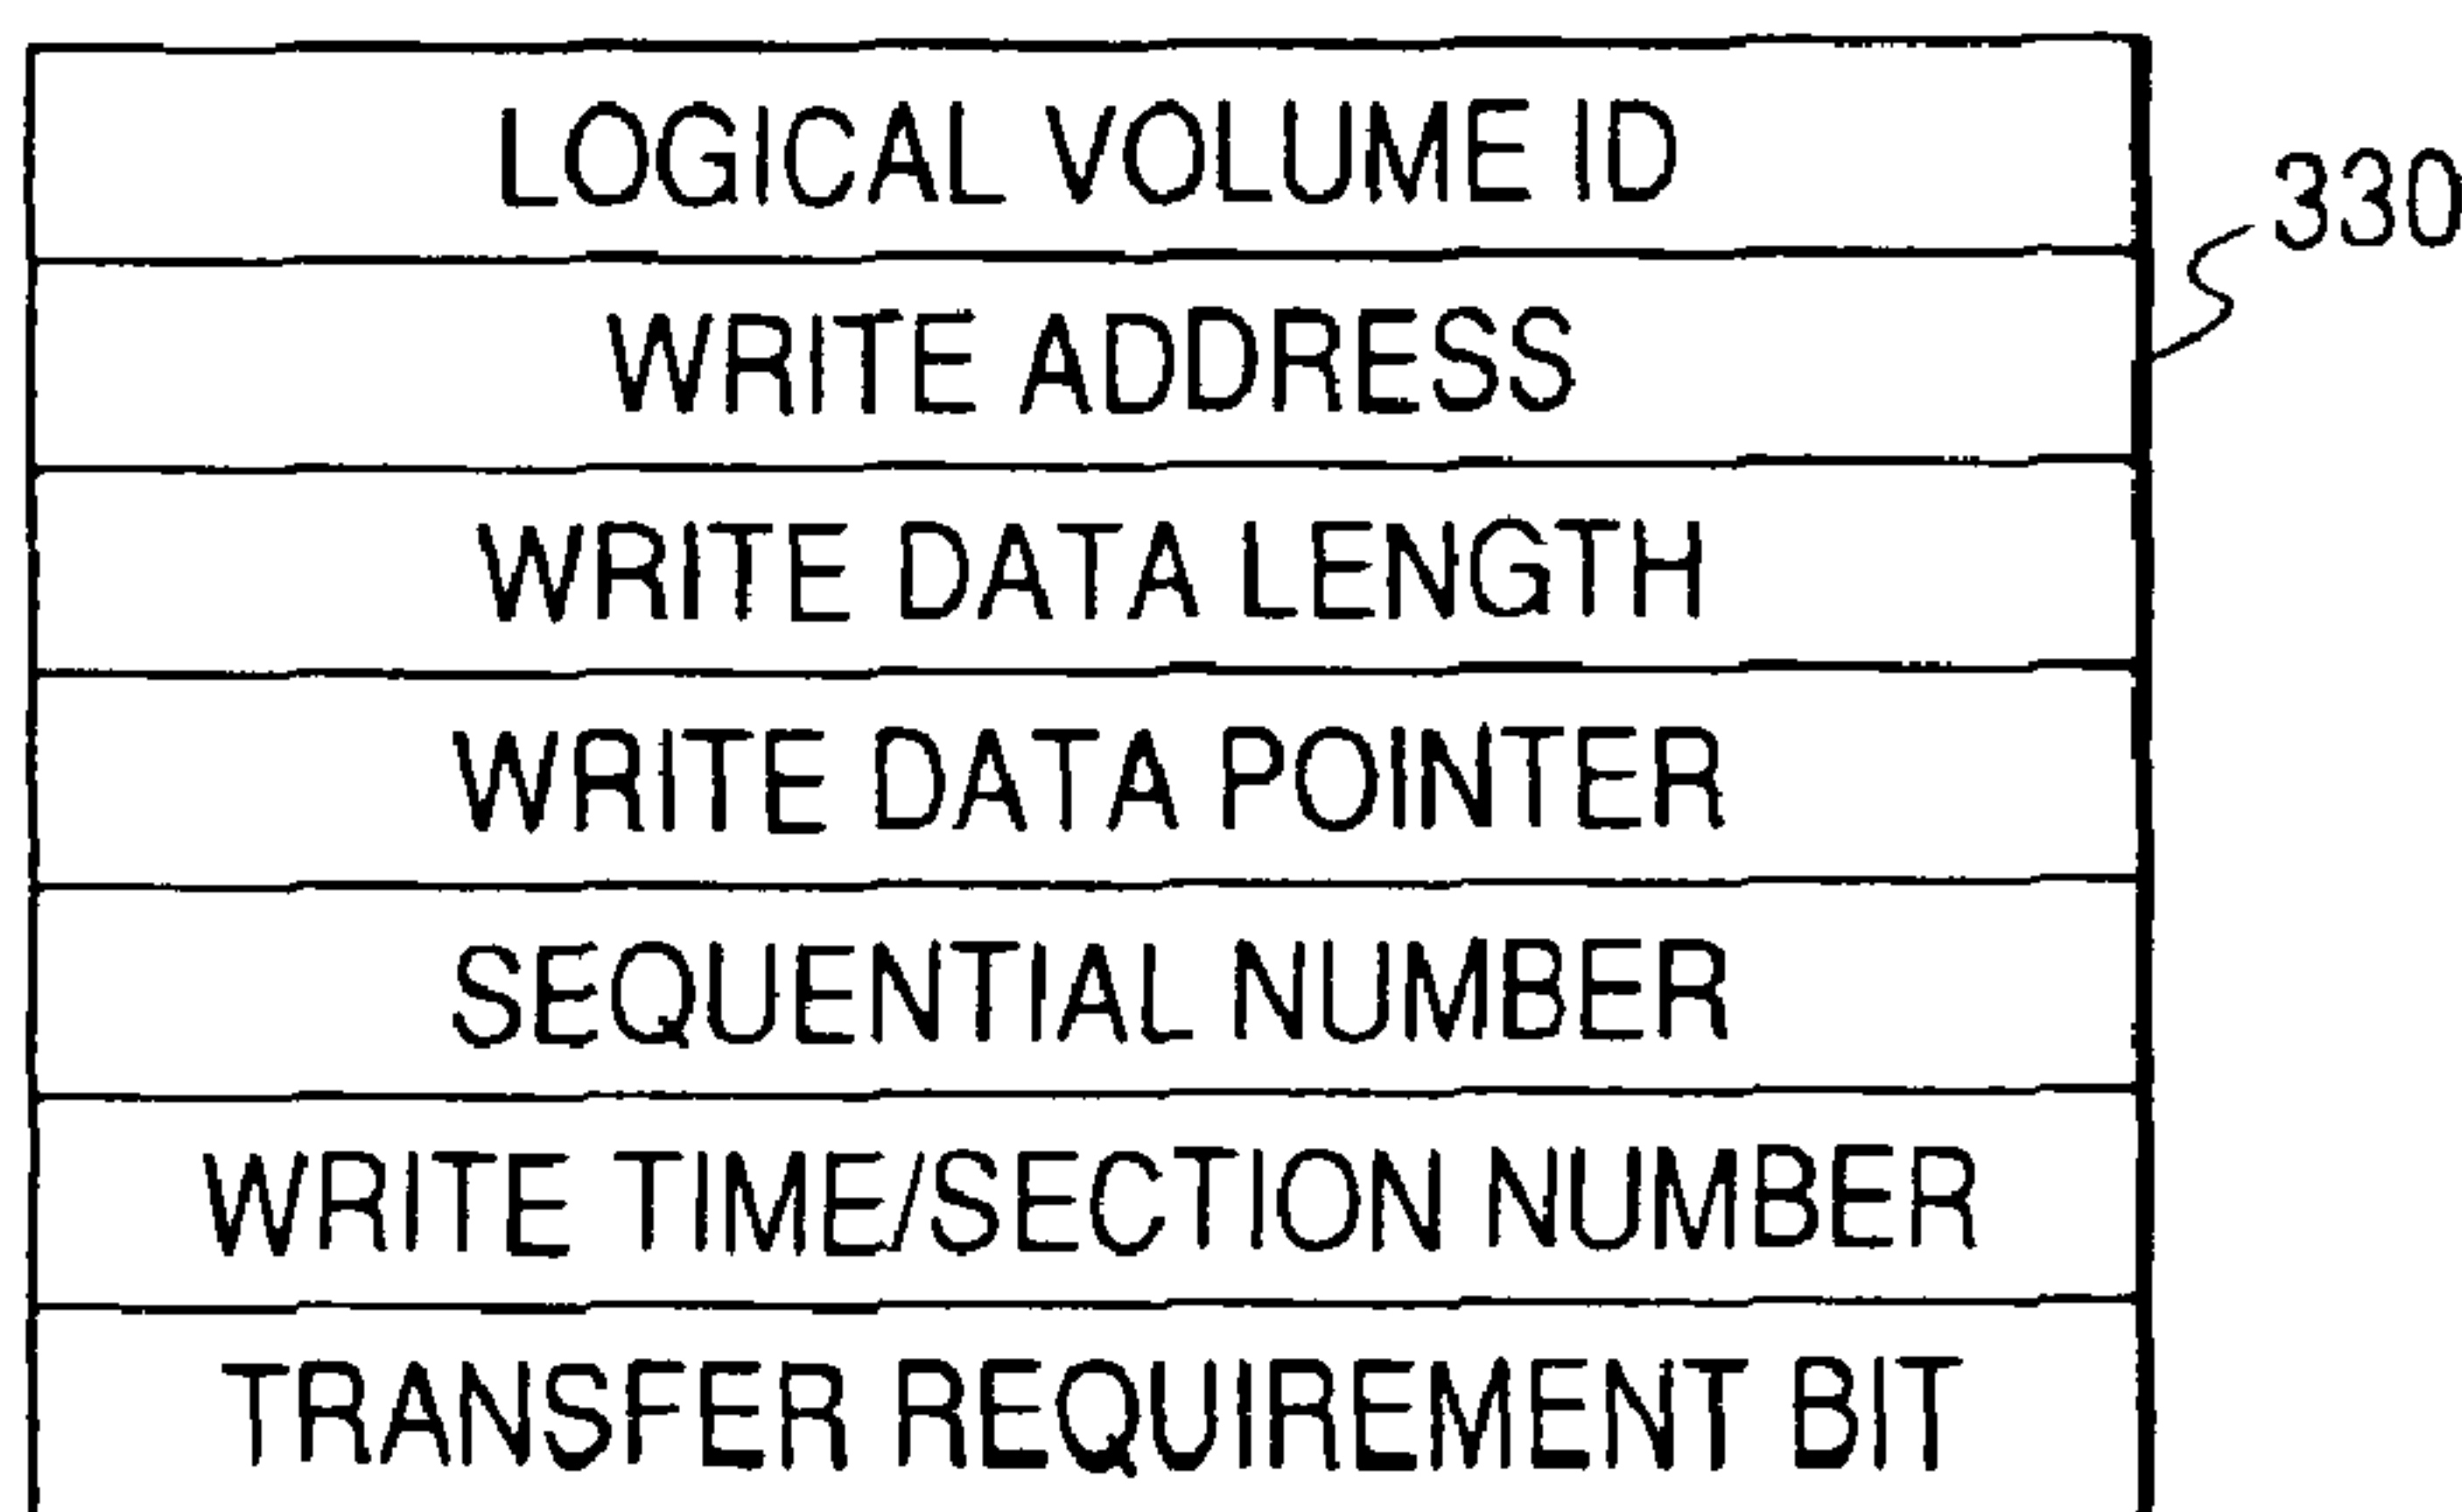 LOGICAL VOLUME ID
330
WRITE ADDRESS
WRITE DATA LENGTH
WRITE DATA POINTER
SEQUENTIAL NUMBER
WRITE TIME/SECTION NUMBER
TRANSFER REQUIREMENT BIT